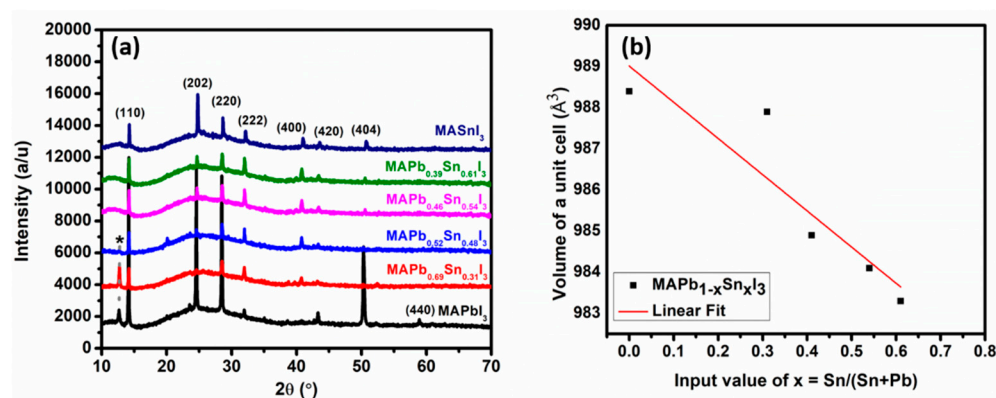 (a)
20000
18000
16000
14000
12000
10000
8000
6000
4000
2000
0
Intensity (a/u)
(110)
(202)
(220)
(222)
(400)
(420)
(404)
MASnI₃
MAPb₀.₃₉Sn₀.₆₁I₃
MAPb₀.₄₆Sn₀.₅₄I₃
*
MAPb₀.₅₂Sn₀.₄₈I₃
MAPb₀.₆₉Sn₀.₃₁I₃
(440) MAPbI₃
10 20 30 40 50 60 70
2θ (°)
(b)
990
989
988
987
986
985
984
983
Volume of a unit cell (Å³)
MAPb₁₋ₓSnₓI₃
Linear Fit
0.0 0.1 0.2 0.3 0.4 0.5 0.6 0.7 0.8
Input value of x = Sn/(Sn+Pb)